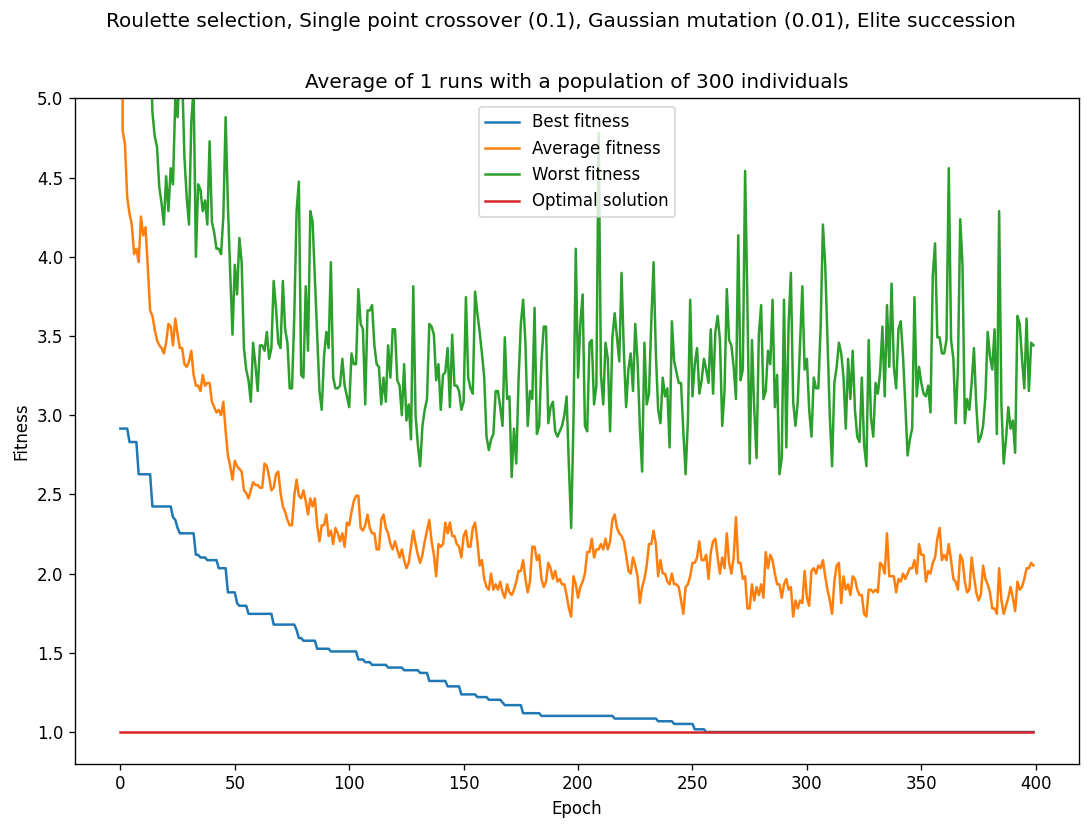 Roulette selection, Single point crossover (0.1), Gaussian mutation (0.01), Elite succession
Average of 1 runs with a population of 300 individuals
5.0
4.5
4.0
3.5
3.0
2.5
2.0
1.5
1.0
Fitness
Best fitness
Average fitness
Worst fitness
Optimal solution
0
50
100
150
200
250
300
350
400
Epoch